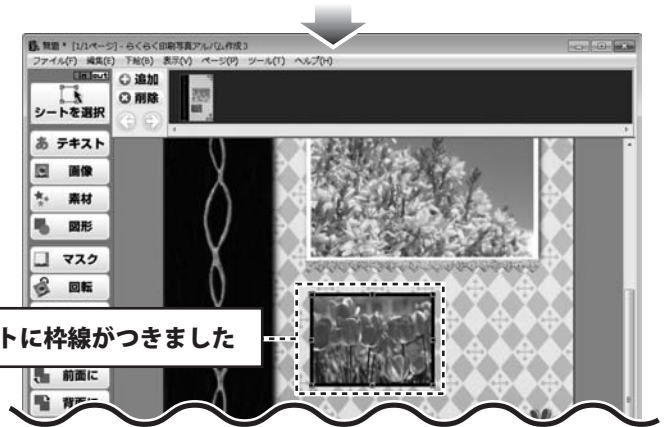 無題 * [1/1ページ] - らくらく印刷写真アルバム作成3
ファイル(F) 編集(E) 下絵(B) 表示(V) ページ(P) ツール(T) ヘルプ(H)
in out
追加
シートを選択
削除
あ テキスト
画像
素材
図形
マスク
回転
トに枠線がつきました
前面に
背面に